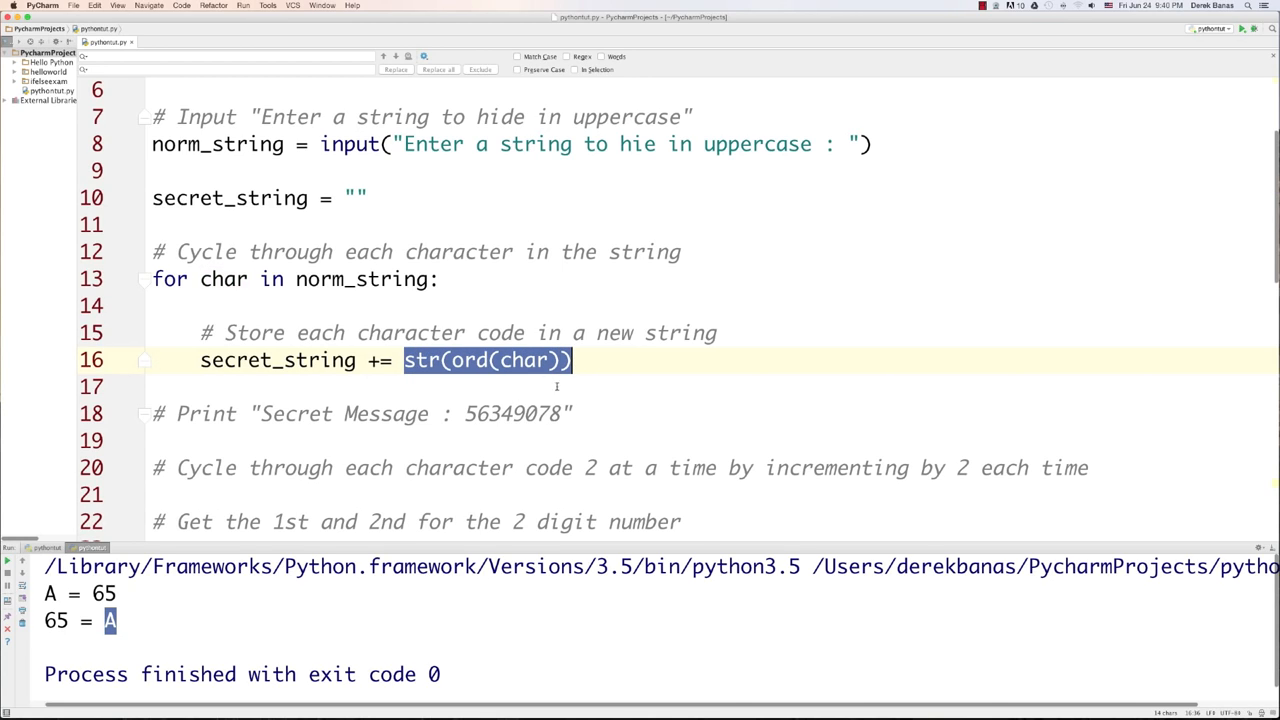 PyCharm File Edit View Navigate Code Refactor Run Tools VCS Window Help
10 Fri Jun 24 9:40 PM Derek Banas
pythontut.py - PycharmProjects - [~/PycharmProjects]
PycharmProjects pythontut.py
pythontut
pythontut.py ×
PycharmProject
Hello Python
helloworld
ifelseexam
pythontut.py
External Librarie
Match Case Regex Words
Replace Replace all Exclude Preserve Case In Selection
6
7 # Input "Enter a string to hide in uppercase"
8 norm_string = input("Enter a string to hie in uppercase : ")
9
10 secret_string = ""
11
12 # Cycle through each character in the string
13 for char in norm_string:
14
15 # Store each character code in a new string
16 secret_string += str(ord(char))
17
18 # Print "Secret Message : 56349078"
19
20 # Cycle through each character code 2 at a time by incrementing by 2 each time
21
22 # Get the 1st and 2nd for the 2 digit number
Run: pythontut pythontut
/Library/Frameworks/Python.framework/Versions/3.5/bin/python3.5 /Users/derekbanas/PycharmProjects/pytho
A = 65
65 = A
Process finished with exit code 0
14 chars 16:36 LF÷ UTF-8÷